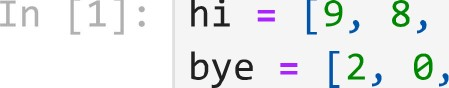 In [1]: hi = [9, 8,
bye = [2, 0,